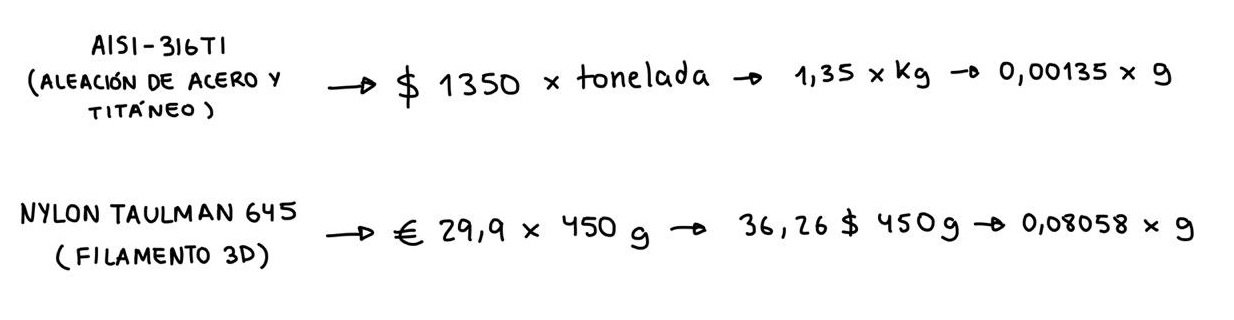 AISI-316TI
(ALEACIÓN DE ACERO Y
TITÁNEO)
→ $ 1350 x tonelada → 1,35 x Kg → 0,00135 x g
NYLON TAULMAN 645
(FILAMENTO 3D)
→ € 29,9 x 450 g → 36,26 $ 450g → 0,08058 x g